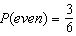 P(even) = 3/6